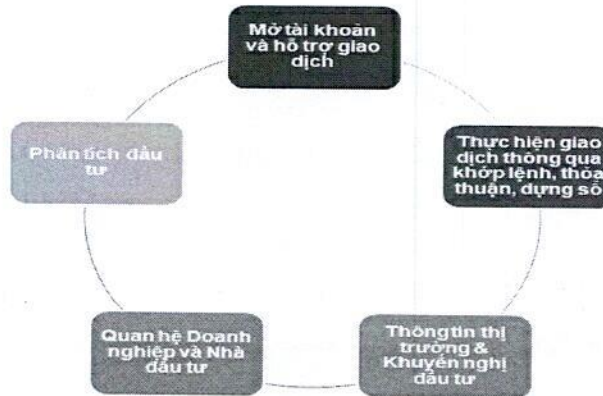 Mở tài khoản
và hỗ trợ giao
dịch
Thực hiện giao
dịch thông qua
khớp lệnh, thỏa
thuận, dựng sổ
Thông tin thị
trường &
Khuyến nghị
đầu tư
Quan hệ Doanh
nghiệp và Nhà
đầu tư
Phân tích đầu
tư